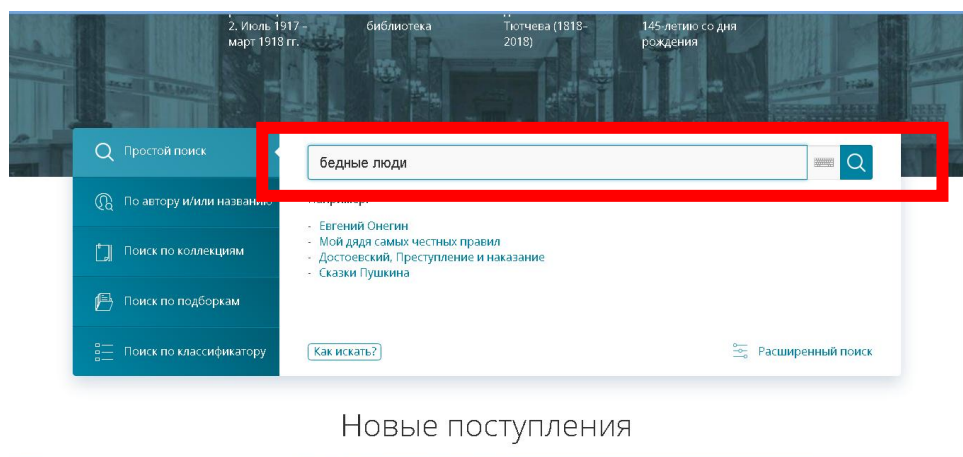 2. Июль 1917 –
март 1918 гг.
библиотека
Тютчева (1818–
2018)
145-летию со дня
рождения
Простой поиск
бедные люди
По автору и/или названию
Например:
- Евгений Онегин
- Мой дядя самых честных правил
- Достоевский, Преступление и наказание
- Сказки Пушкина
Поиск по коллекциям
Поиск по подборкам
Поиск по классификатору
Как искать?
Расширенный поиск
Новые поступления